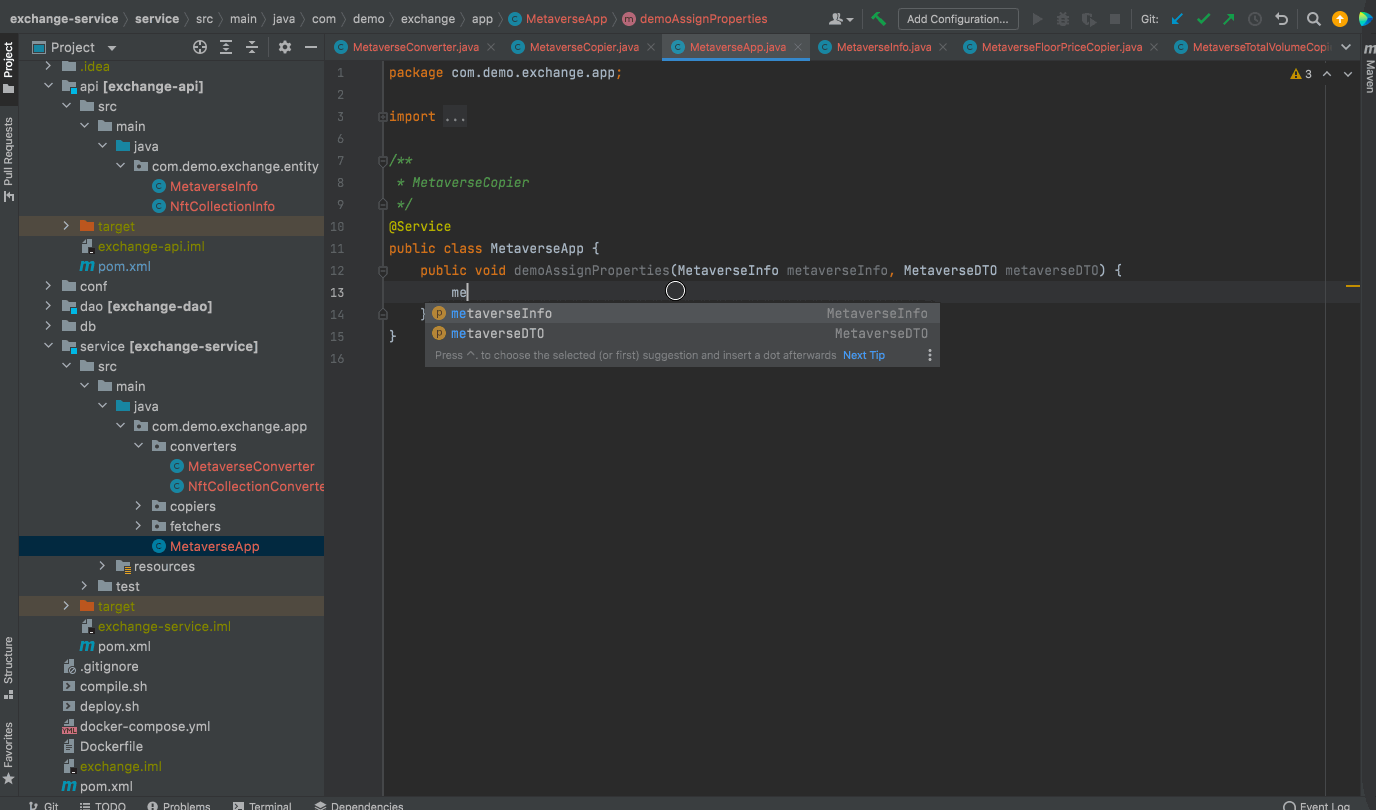 exchange-service service src main java com demo exchange app MetaverseApp demoAssignProperties Add Configuration... Git:
Project
MetaverseConverter.java MetaverseCopier.java MetaverseApp.java MetaverseInfo.java MetaverseFloorPriceCopier.java MetaverseTotalVolumeCopi
Project
Pull Requests
Structure
Favorites
Maven
.idea
api [exchange-api]
src
main
java
com.demo.exchange.entity
MetaverseInfo
NftCollectionInfo
target
exchange-api.iml
pom.xml
conf
dao [exchange-dao]
db
service [exchange-service]
src
main
java
com.demo.exchange.app
converters
MetaverseConverter
NftCollectionConverte
copiers
fetchers
MetaverseApp
resources
test
target
exchange-service.iml
pom.xml
.gitignore
compile.sh
deploy.sh
docker-compose.yml
Dockerfile
exchange.iml
pom.xml
1 package com.demo.exchange.app; 3
2
3 import ...
6
7 /**
8 * MetaverseCopier
9 */
10 @Service
11 public class MetaverseApp {
12 public void demoAssignProperties(MetaverseInfo metaverseInfo, MetaverseDTO metaverseDTO) {
13 me
14 }
15 }
16
metaverseInfo MetaverseInfo
metaverseDTO MetaverseDTO
Press ^. to choose the selected (or first) suggestion and insert a dot afterwards Next Tip
Git TODO Problems Terminal Dependencies Event Log